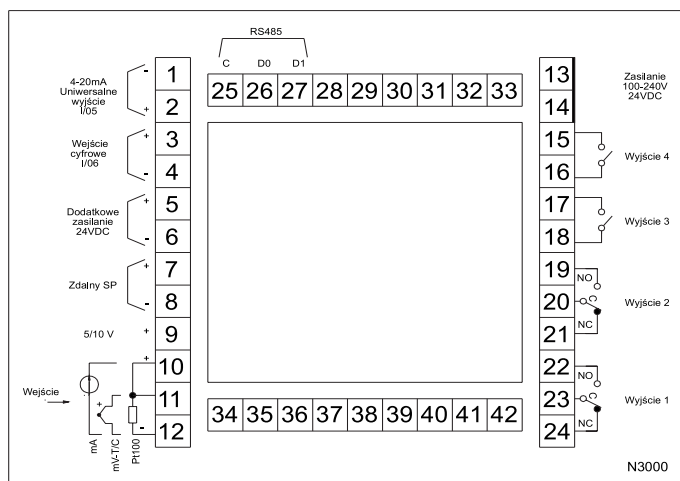 RS485
C D0 D1
25 26 27 28 29 30 31 32 33
4-20mA
Uniwersalne
wyjście
I/05
- 1
+ 2
Wejście
cyfrowe
I/06
+ 3
- 4
Dodatkowe
zasilanie
24VDC
+ 5
- 6
Zdalny SP
+ 7
- 8
5/10 V + 9
+ 10
Wejście
+ 11
- 12
mA
mV-T/C
Pt100
34 35 36 37 38 39 40 41 42
13
14
Zasilanie
100-240V
24VDC
15
16
Wyjście 4
17
18
Wyjście 3
19 NO
20 C
21 NC
Wyjście 2
22 NO
23 C
24 NC
Wyjście 1
N3000